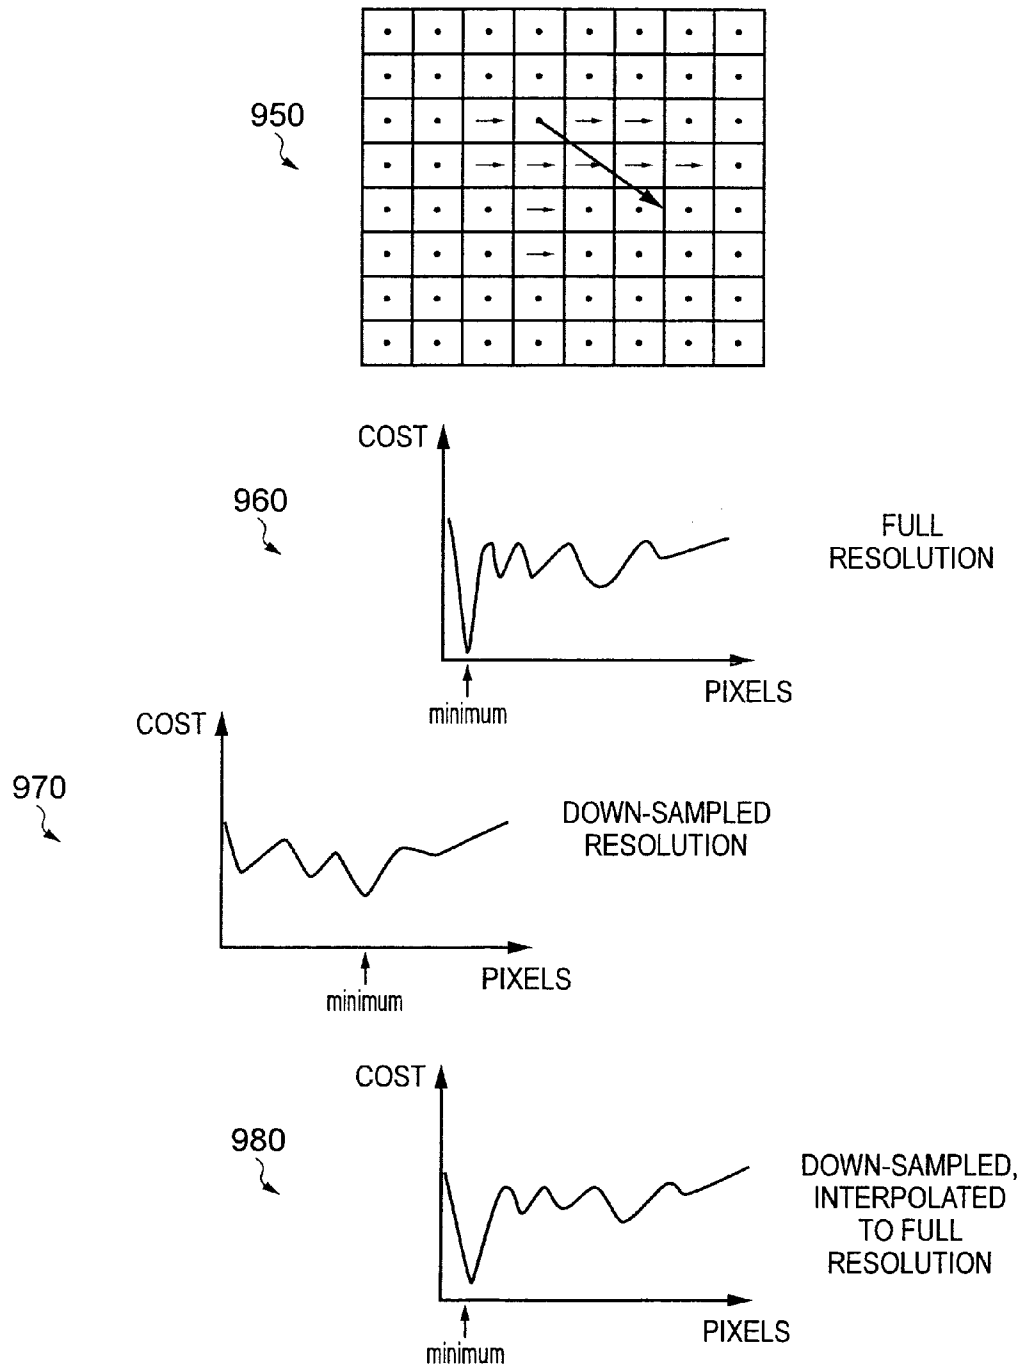 950
COST
960
FULL
RESOLUTION
PIXELS
minimum
COST
970
DOWN-SAMPLED
RESOLUTION
PIXELS
minimum
COST
980
DOWN-SAMPLED,
INTERPOLATED
TO FULL
RESOLUTION
PIXELS
minimum